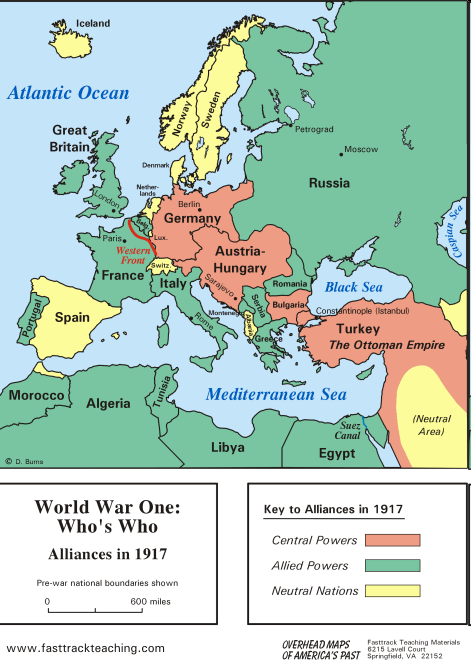 Iceland
Atlantic Ocean
Norway
Sweden
Great
Britain
Petrograd
Moscow
Denmark
Nether-
lands
London
Berlin
Germany
Russia
Caspian Sea
Bel.
Lux.
Paris
Western
Front
Switz.
Austria-
Hungary
France
Italy
Sarajevo
Romania
Black Sea
Portugal
Spain
Montenegro
Serbia
Bulgaria
Constantinople (Istanbul)
Rome
Albania
Greece
Turkey
The Ottoman Empire
Morocco
Algeria
Tunisia
Mediterranean Sea
(Neutral
Area)
Suez
Canal
Libya
Egypt
© D. Burns
World War One:
Who's Who
Alliances in 1917
Pre-war national boundaries shown
0 600 miles
Key to Alliances in 1917
Central Powers
Allied Powers
Neutral Nations
www.fasttrackteaching.com
OVERHEAD MAPS
OF AMERICA'S PAST
Fasttrack Teaching Materials
6215 Lavell Court
Springfield, VA 22152